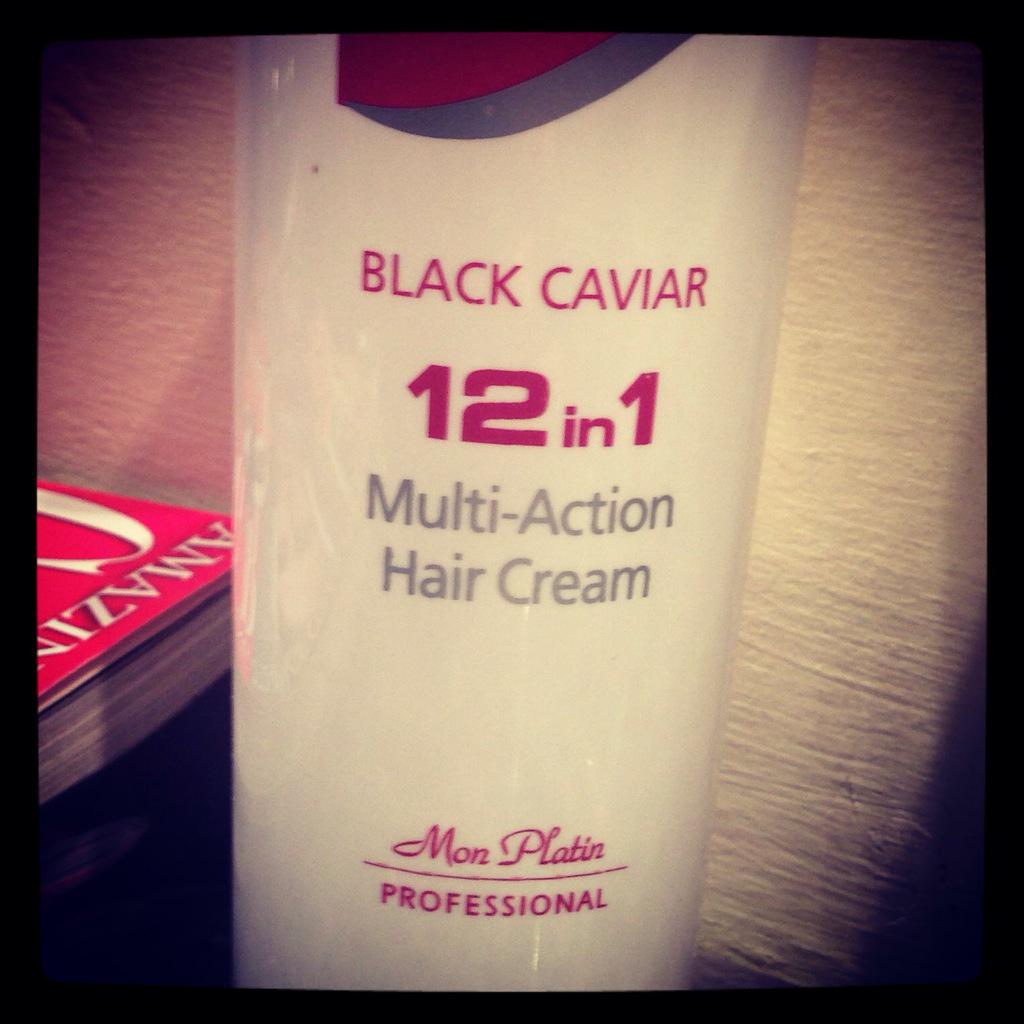 BLACK CAVIAR
12 in 1
Multi-Action
Hair Cream
Mon Platin
PROFESSIONAL